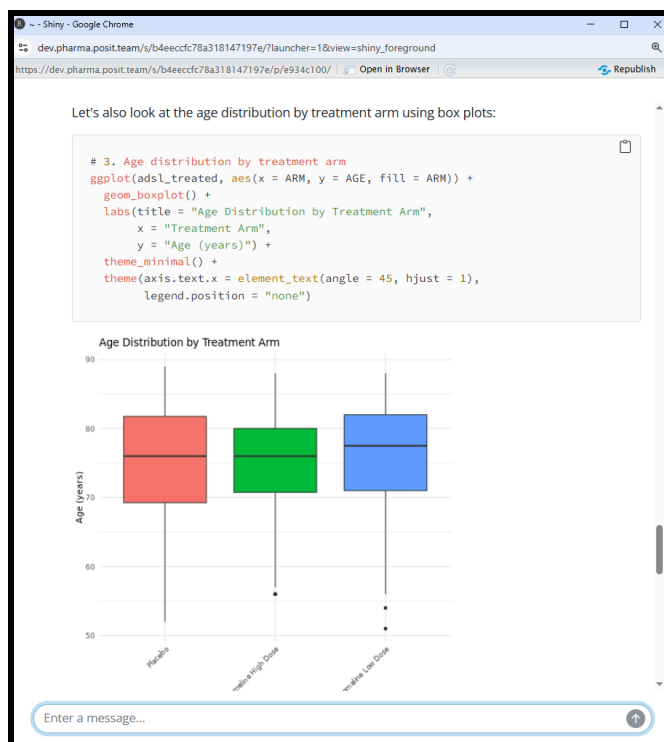 ~ - Shiny - Google Chrome
dev.pharma.posit.team/s/b4eeccfc78a318147197e/?launcher=1&view=shiny_foreground
https://dev.pharma.posit.team/s/b4eeccfc78a318147197e/p/e934c100/
Open in Browser
Republish
Let's also look at the age distribution by treatment arm using box plots:
# 3. Age distribution by treatment arm
ggplot(adsl_treated, aes(x = ARM, y = AGE, fill = ARM)) +
  geom_boxplot() +
  labs(title = "Age Distribution by Treatment Arm",
       x = "Treatment Arm",
       y = "Age (years)") +
  theme_minimal() +
  theme(axis.text.x = element_text(angle = 45, hjust = 1),
        legend.position = "none")
Age Distribution by Treatment Arm
90
80
70
60
50
Age (years)
Placebo
High Dose
Low Dose
Enter a message...